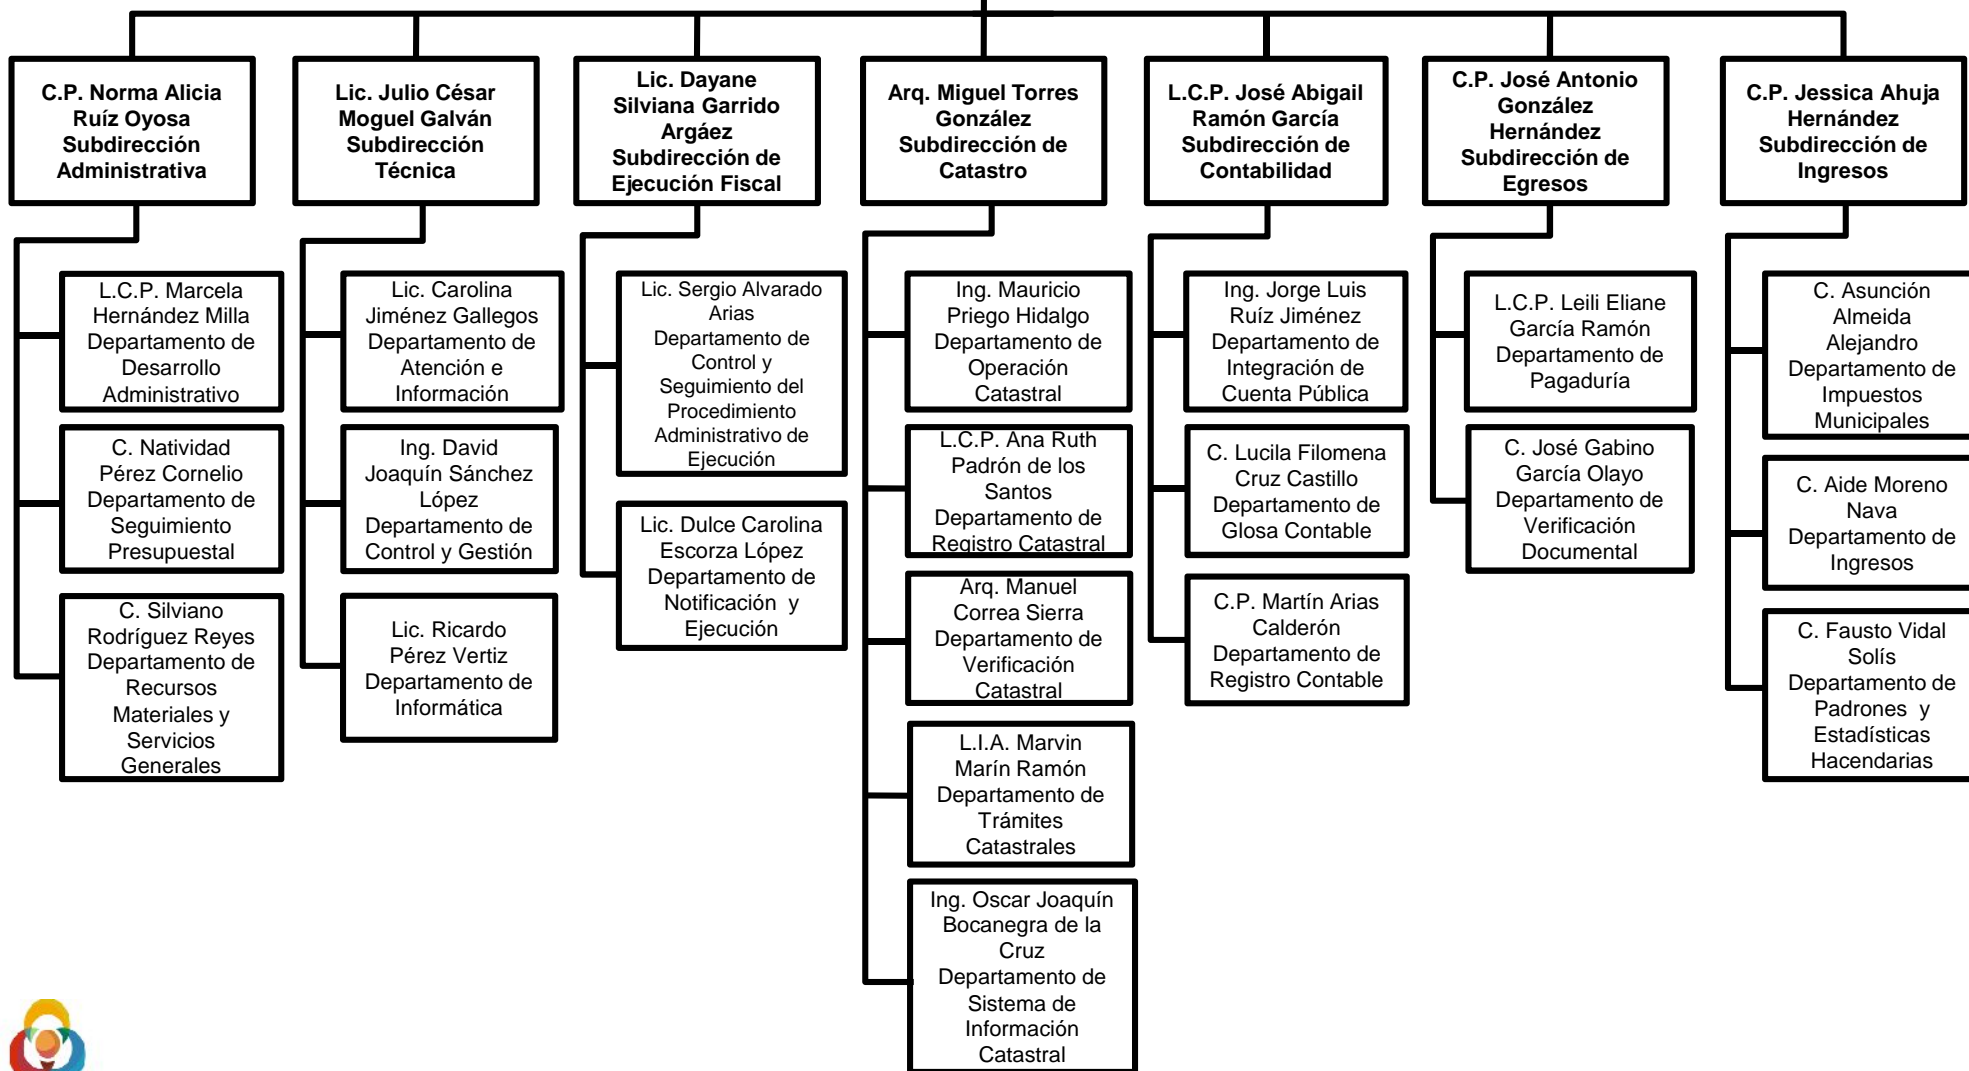 C.P. Norma Alicia
Ruíz Oyosa
Subdirección
Administrativa
Lic. Julio César
Moguel Galván
Subdirección
Técnica
Lic. Dayane
Silviana Garrido
Argáez
Subdirección de
Ejecución Fiscal
Arq. Miguel Torres
González
Subdirección de
Catastro
L.C.P. José Abigail
Ramón García
Subdirección de
Contabilidad
C.P. José Antonio
González
Hernández
Subdirección de
Egresos
C.P. Jessica Ahuja
Hernández
Subdirección de
Ingresos
L.C.P. Marcela
Hernández Milla
Departamento de
Desarrollo
Administrativo
C. Natividad
Pérez Cornelio
Departamento de
Seguimiento
Presupuestal
C. Silviano
Rodríguez Reyes
Departamento de
Recursos
Materiales y
Servicios
Generales
Lic. Carolina
Jiménez Gallegos
Departamento de
Atención e
Información
Ing. David
Joaquín Sánchez
López
Departamento de
Control y Gestión
Lic. Ricardo
Pérez Vertiz
Departamento de
Informática
Lic. Sergio Alvarado
Arias
Departamento de
Control y
Seguimiento del
Procedimiento
Administrativo de
Ejecución
Lic. Dulce Carolina
Escorza López
Departamento de
Notificación  y
Ejecución
Ing. Mauricio
Priego Hidalgo
Departamento de
Operación
Catastral
L.C.P. Ana Ruth
Padrón de los
Santos
Departamento de
Registro Catastral
Arq. Manuel
Correa Sierra
Departamento de
Verificación
Catastral
L.I.A. Marvin
Marín Ramón
Departamento de
Trámites
Catastrales
Ing. Oscar Joaquín
Bocanegra de la
Cruz
Departamento de
Sistema de
Información
Catastral
Ing. Jorge Luis
Ruíz Jiménez
Departamento de
Integración de
Cuenta Pública
C. Lucila Filomena
Cruz Castillo
Departamento de
Glosa Contable
C.P. Martín Arias
Calderón
Departamento de
Registro Contable
L.C.P. Leili Eliane
García Ramón
Departamento de
Pagaduría
C. José Gabino
García Olayo
Departamento de
Verificación
Documental
C. Asunción
Almeida
Alejandro
Departamento de
Impuestos
Municipales
C. Aide Moreno
Nava
Departamento de
Ingresos
C. Fausto Vidal
Solís
Departamento de
Padrones  y
Estadísticas
Hacendarias